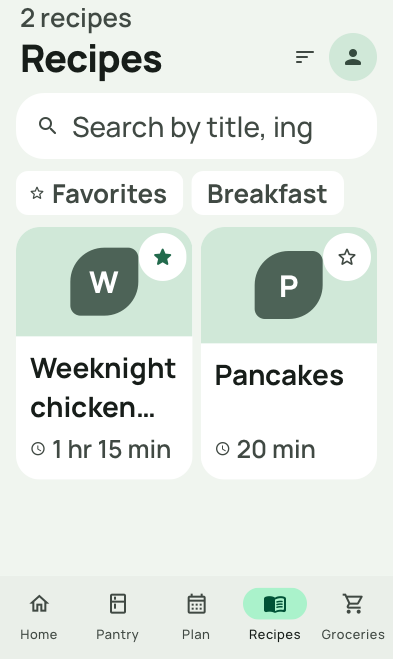 2 recipes
Recipes
Search by title, ing
Favorites
Breakfast
W
P
Weeknight
chicken…
Pancakes
1 hr 15 min
20 min
Home
Pantry
Plan
Recipes
Groceries